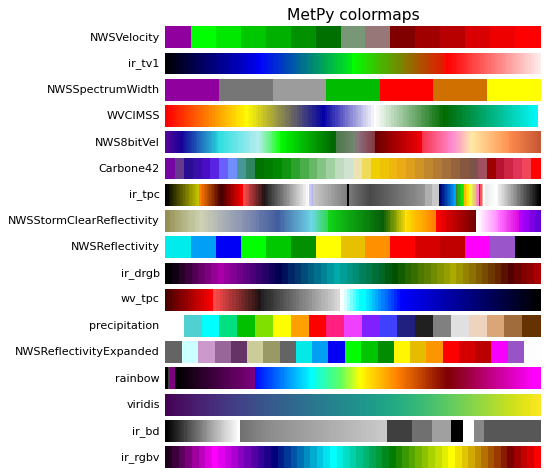 MetPy colormaps
NWSVelocity
ir_tv1
NWSSpectrumWidth
WVCIMSS
NWS8bitVel
Carbone42
ir_tpc
NWSStormClearReflectivity
NWSReflectivity
ir_drgb
wv_tpc
precipitation
NWSReflectivityExpanded
rainbow
viridis
ir_bd
ir_rgbv